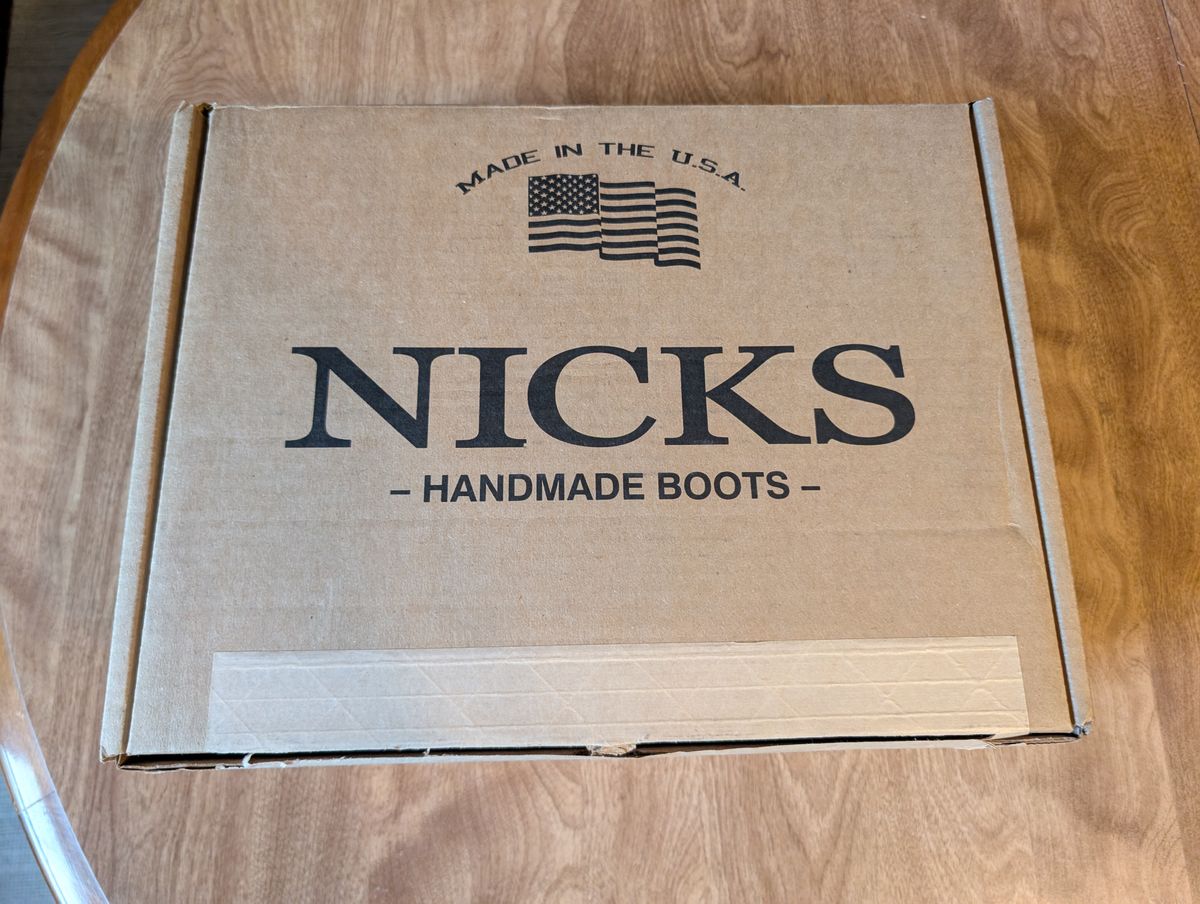 MADE IN THE U.S.A.
NICKS
– HANDMADE BOOTS –